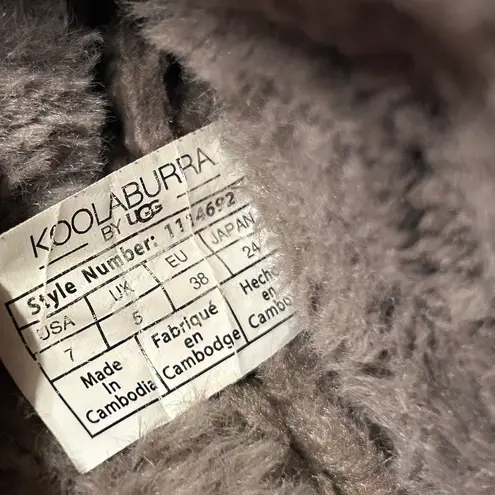 KOOLABURRA
BY UGG
Style Number: 1114692
USA UK EU JAPAN
7 5 38 24
Made in Cambodia
Fabriqué en Cambodge
Hecho en